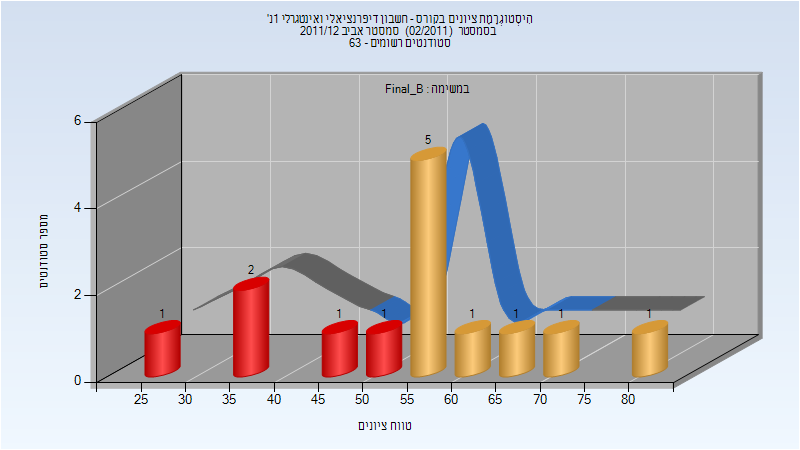 הִיסְטוֹגְרָמַת ציונים בקורס - חשבון דיפרנציאלי ואינטגרלי 1נ'
בסמסטר (02/2011) סמסטר אביב 2011/12
סטודנטים רשומים - 63
במשימה : Final_B
מספר סטודנטים
6
4
2
0
1
2
1
1
5
1
1
1
1
25 30 35 40 45 50 55 60 65 70 75 80
טווח ציונים